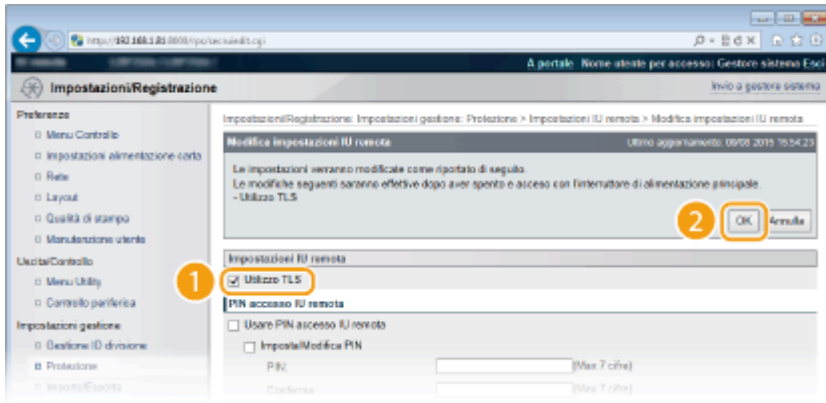 http://192.168.1.81:8000/rps/csecruiedit.cgi
A portale Nome utente per accesso: Gestore sistema Esci
Impostazioni/Registrazione
Invio a gestore sistema
Preferenze
Menu Controllo
Impostazioni alimentazione carta
Rete
Layout
Qualità di stampa
Manutenzione utente
Uscita/Controllo
Menu Utility
Controllo periferica
Impostazioni gestione
Gestione ID divisione
Protezione
Importa/Esporta
Impostazioni/Registrazione: Impostazioni gestione: Protezione > Impostazioni IU remota > Modifica impostazioni IU remota
Modifica impostazioni IU remota
Ultimo aggiornamento: 09/08 2015 15:54:23
Le impostazioni verranno modificate come riportato di seguito.
Le modifiche seguenti saranno effettive dopo aver spento e acceso con l'interruttore di alimentazione principale.
- Utilizzo TLS
2
OK
Annulla
Impostazioni IU remota
1
Utilizzo TLS
PIN accesso IU remota
Usare PIN accesso IU remota
Imposta/Modifica PIN
PIN:
(Max 7 cifre)
Conferma:
(Max 7 cifre)